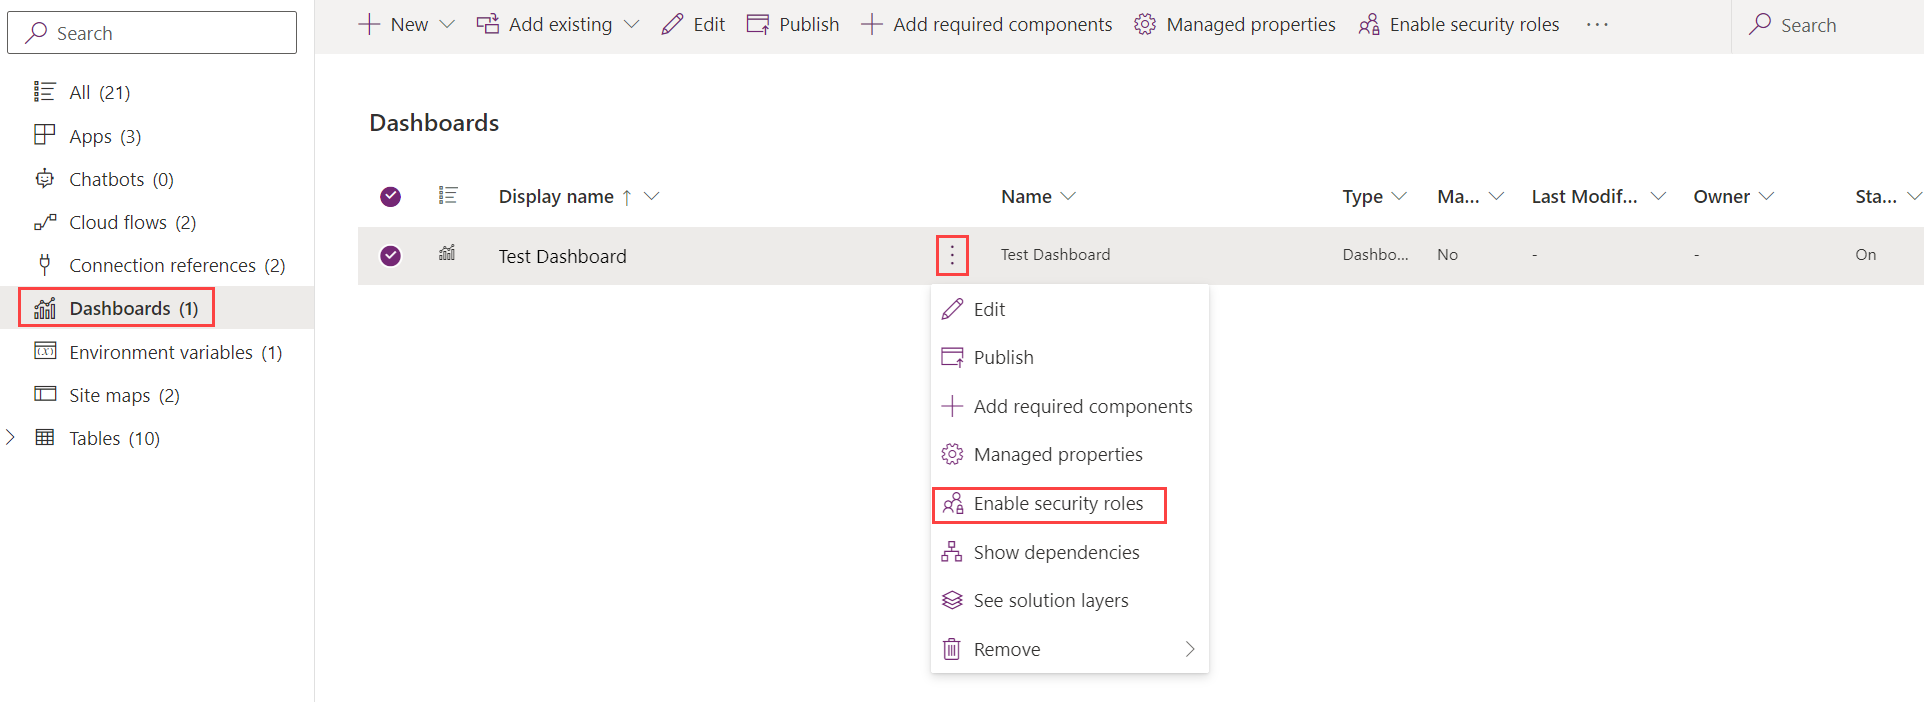 Search
All (21)
Apps (3)
Chatbots (0)
Cloud flows (2)
Connection references (2)
Dashboards (1)
Environment variables (1)
Site maps (2)
Tables (10)
New Add existing Edit Publish Add required components Managed properties Enable security roles ... Search
Dashboards
Display name ↑ Name Type Ma... Last Modif... Owner Sta...
Test Dashboard Test Dashboard Dashbo... No - - On
Edit
Publish
Add required components
Managed properties
Enable security roles
Show dependencies
See solution layers
Remove